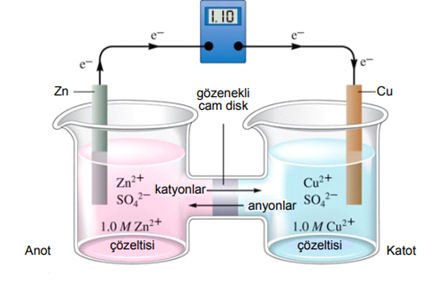 1.10
e⁻
e⁻
e⁻
e⁻
Zn
Cu
gözenekli
cam disk
Zn²⁺
SO₄²⁻
katyonlar
anyonlar
Cu²⁺
SO₄²⁻
1.0 M Zn²⁺
çözeltisi
1.0 M Cu²⁺
çözeltisi
Anot
Katot